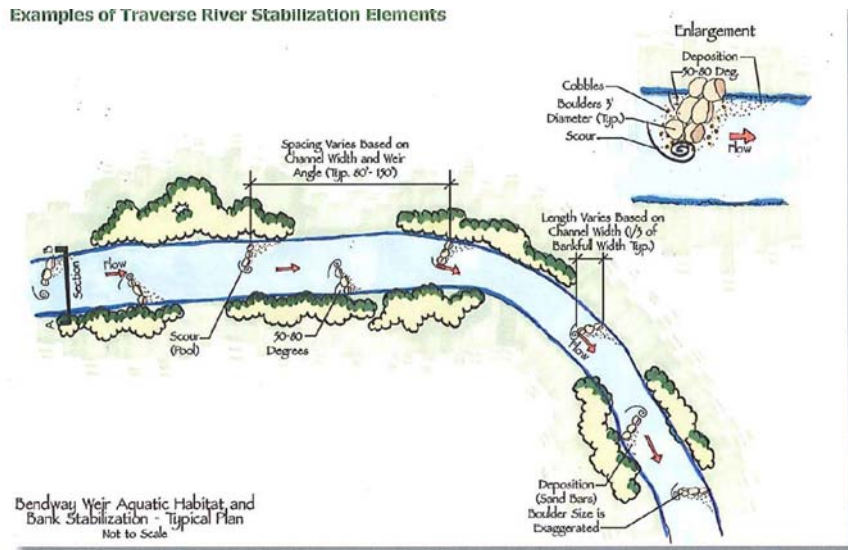 Examples of Traverse River Stabilization Elements
Enlargement
Deposition
50-80 Deg.
Cobbles
Boulders 3'
Diameter (Typ.)
Scour
Flow
Spacing Varies Based on
Channel Width and Weir
Angle (Typ. 80'- 130')
Length Varies Based on
Channel Width (1/3 of
Bankfull Width Typ.)
B
Section
A
Flow
Scour
(Pool)
50-80
Degrees
Flow
Deposition
(Sand Bars)
Boulder Size is
Exaggerated
Bendway Weir Aquatic Habitat and
Bank Stabilization - Typical Plan
Not to Scale